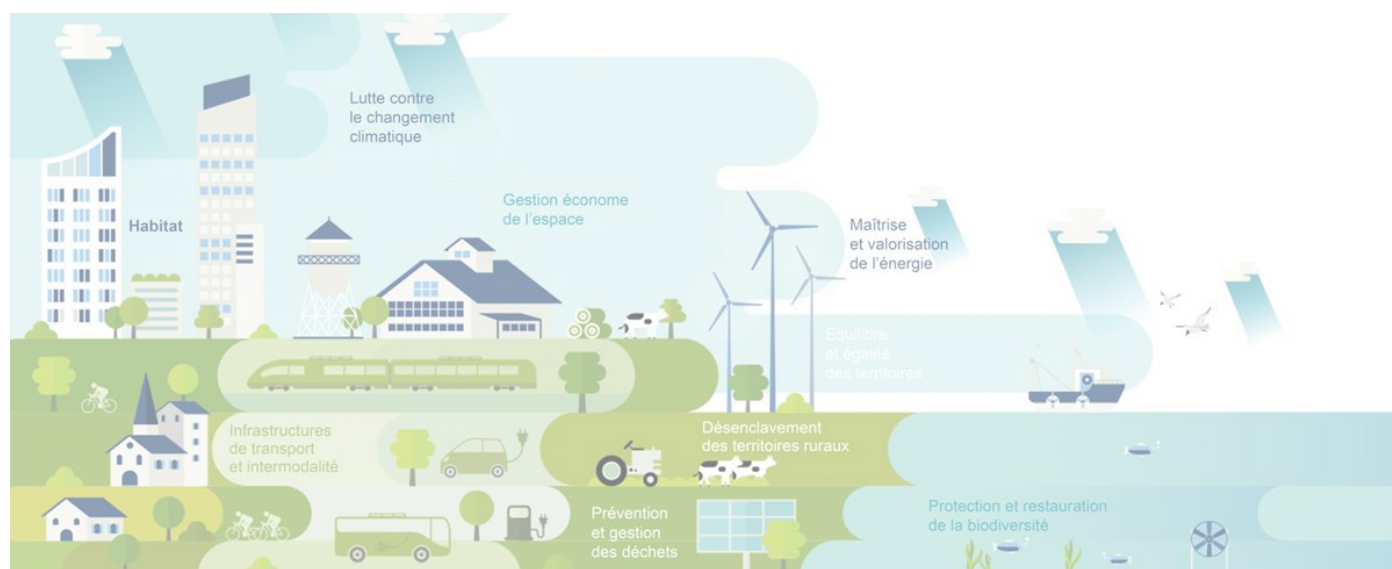 Lutte contre
le changement
climatique
Habitat
Gestion économe
de l'espace
Maîtrise
et valorisation
de l'énergie
Equilibre
et égalité
des territoires
Infrastructures
de transport
et intermodalité
Désenclavement
des territoires ruraux
Prévention
et gestion
des déchets
Protection et restauration
de la biodiversité